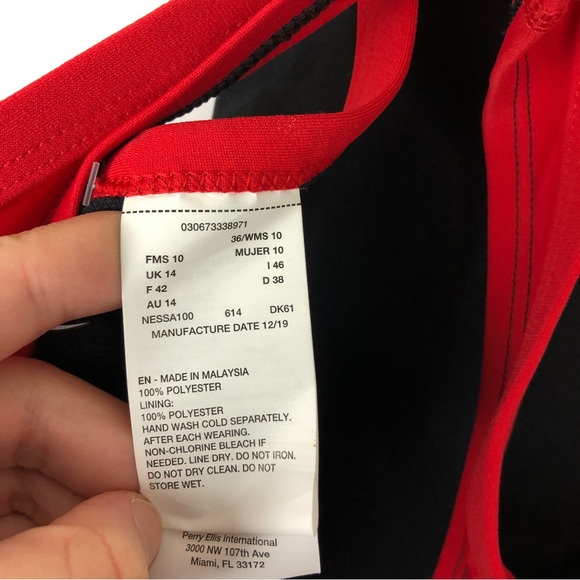 030673338971
36/WMS 10
FMS 10 MUJER 10
UK 14 I 46
F 42 D 38
AU 14
NESSA100 614 DK61
MANUFACTURE DATE 12/19
EN - MADE IN MALAYSIA
100% POLYESTER
LINING:
100% POLYESTER
HAND WASH COLD SEPARATELY.
AFTER EACH WEARING.
NON-CHLORINE BLEACH IF
NEEDED. LINE DRY. DO NOT IRON.
DO NOT DRY CLEAN. DO NOT
STORE WET.
Perry Ellis International
3000 NW 107th Ave
Miami, FL 33172